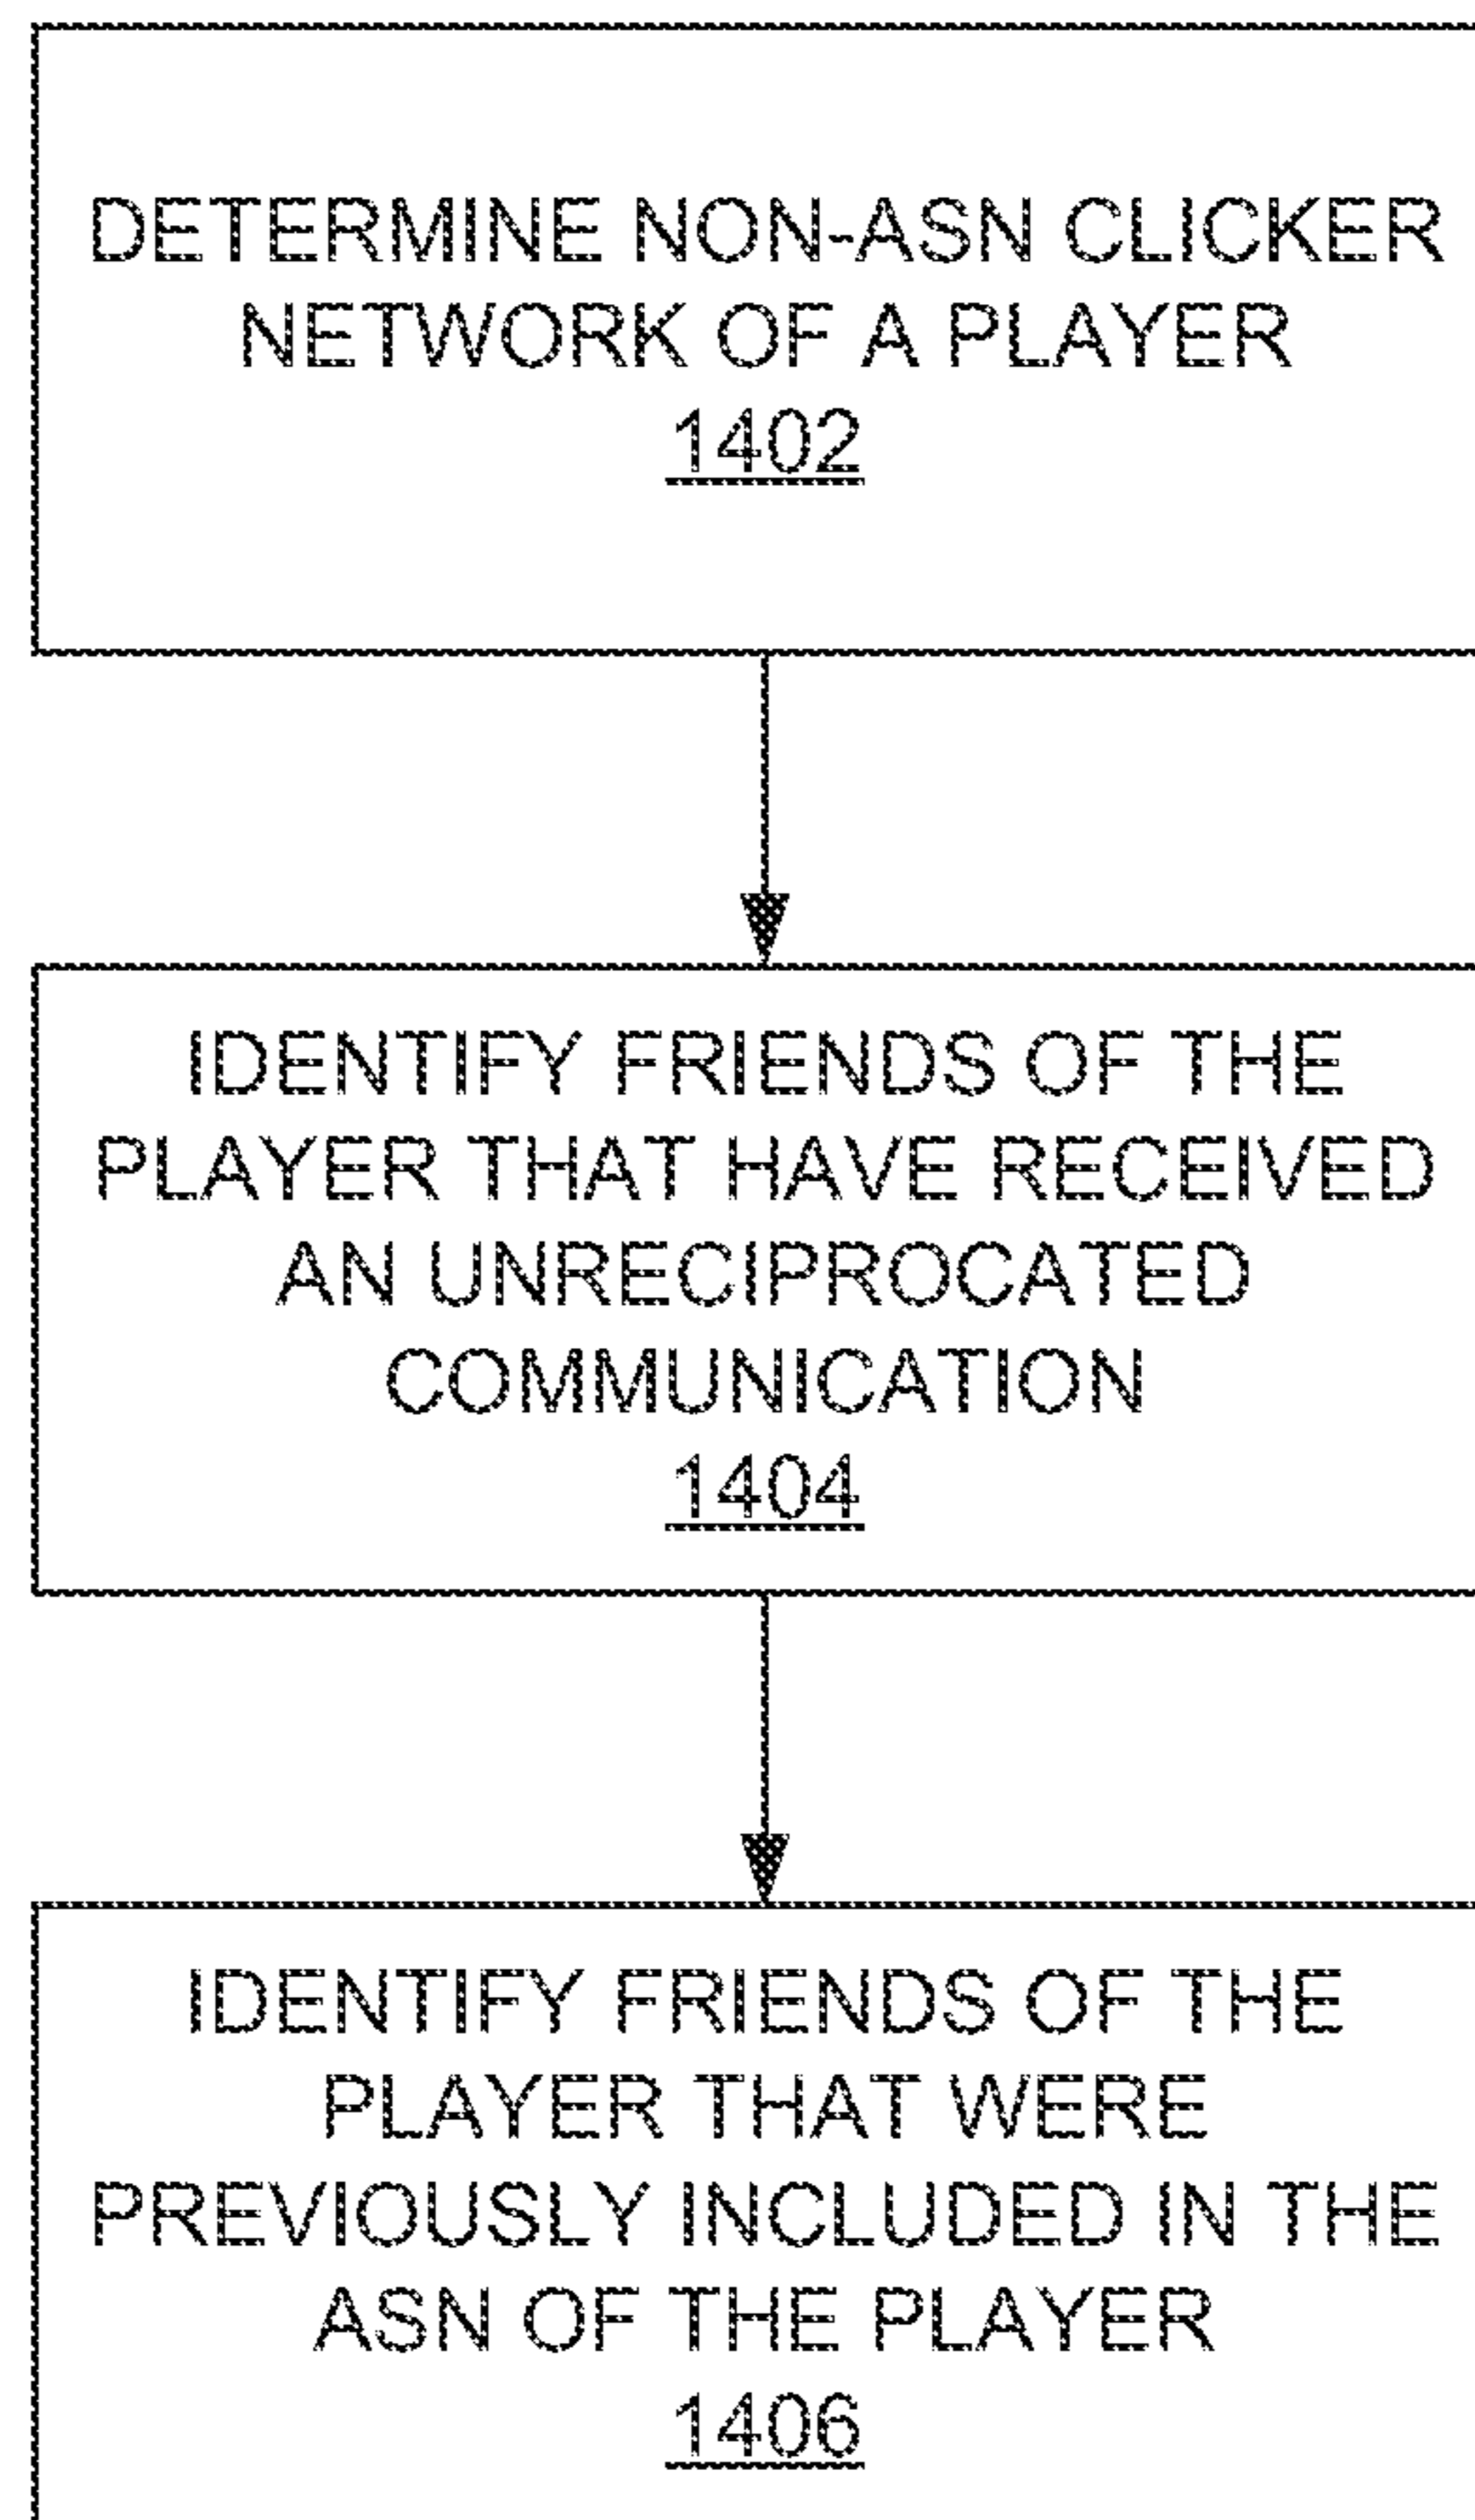 DETERMINE NON-ASN CLICKER
NETWORK OF A PLAYER
1402
IDENTIFY FRIENDS OF THE
PLAYER THAT HAVE RECEIVED
AN UNRECIPROCATED
COMMUNICATION
1404
IDENTIFY FRIENDS OF THE
PLAYER THAT WERE
PREVIOUSLY INCLUDED IN THE
ASN OF THE PLAYER
1406